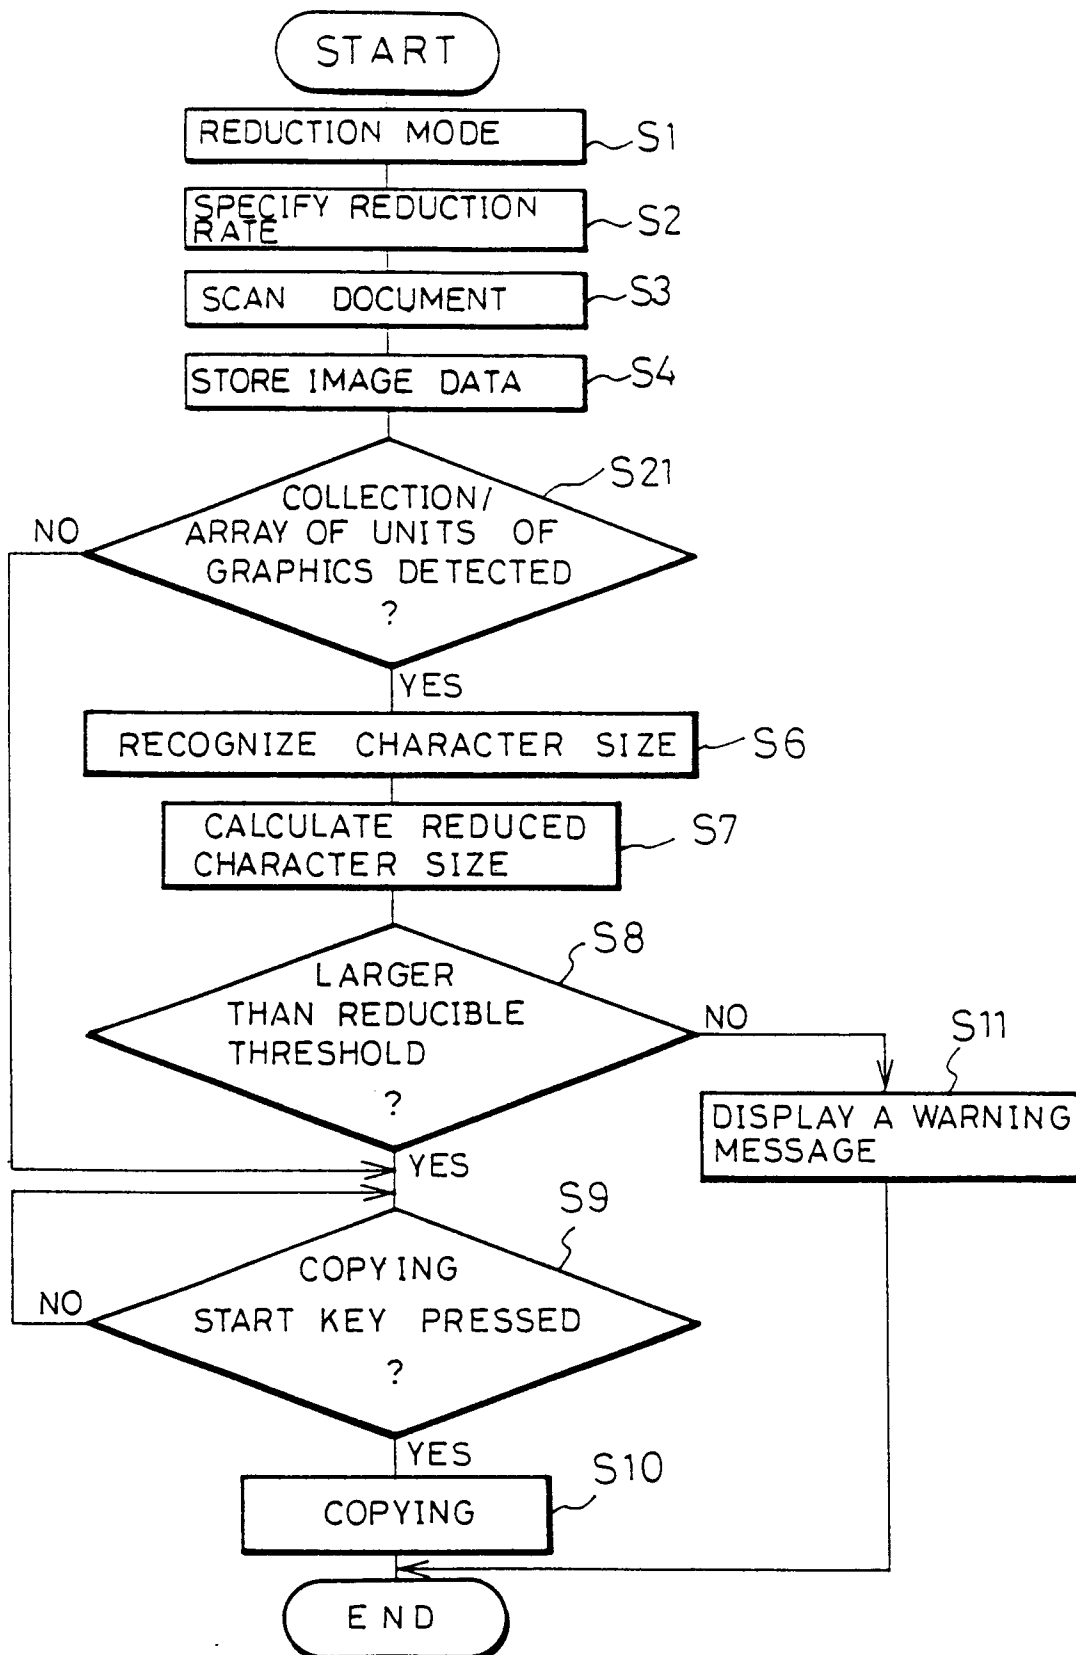 START
REDUCTION MODE
S1
SPECIFY REDUCTION
RATE
S2
SCAN DOCUMENT
S3
STORE IMAGE DATA
S4
S21
COLLECTION/
ARRAY OF UNITS OF
GRAPHICS DETECTED
?
NO
YES
RECOGNIZE CHARACTER SIZE
S6
CALCULATE REDUCED
CHARACTER SIZE
S7
S8
LARGER
THAN REDUCIBLE
THRESHOLD
?
NO
S11
DISPLAY A WARNING
MESSAGE
YES
S9
COPYING
START KEY PRESSED
?
NO
YES
COPYING
S10
END